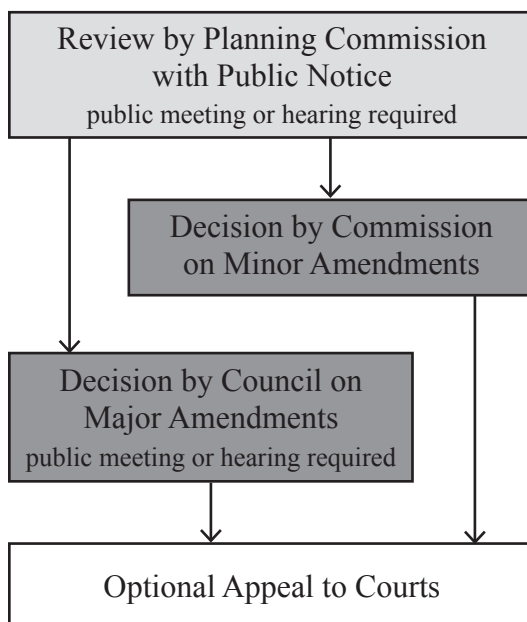 Review by Planning Commission
with Public Notice
public meeting or hearing required
Decision by Commission
on Minor Amendments
Decision by Council on
Major Amendments
public meeting or hearing required
Optional Appeal to Courts